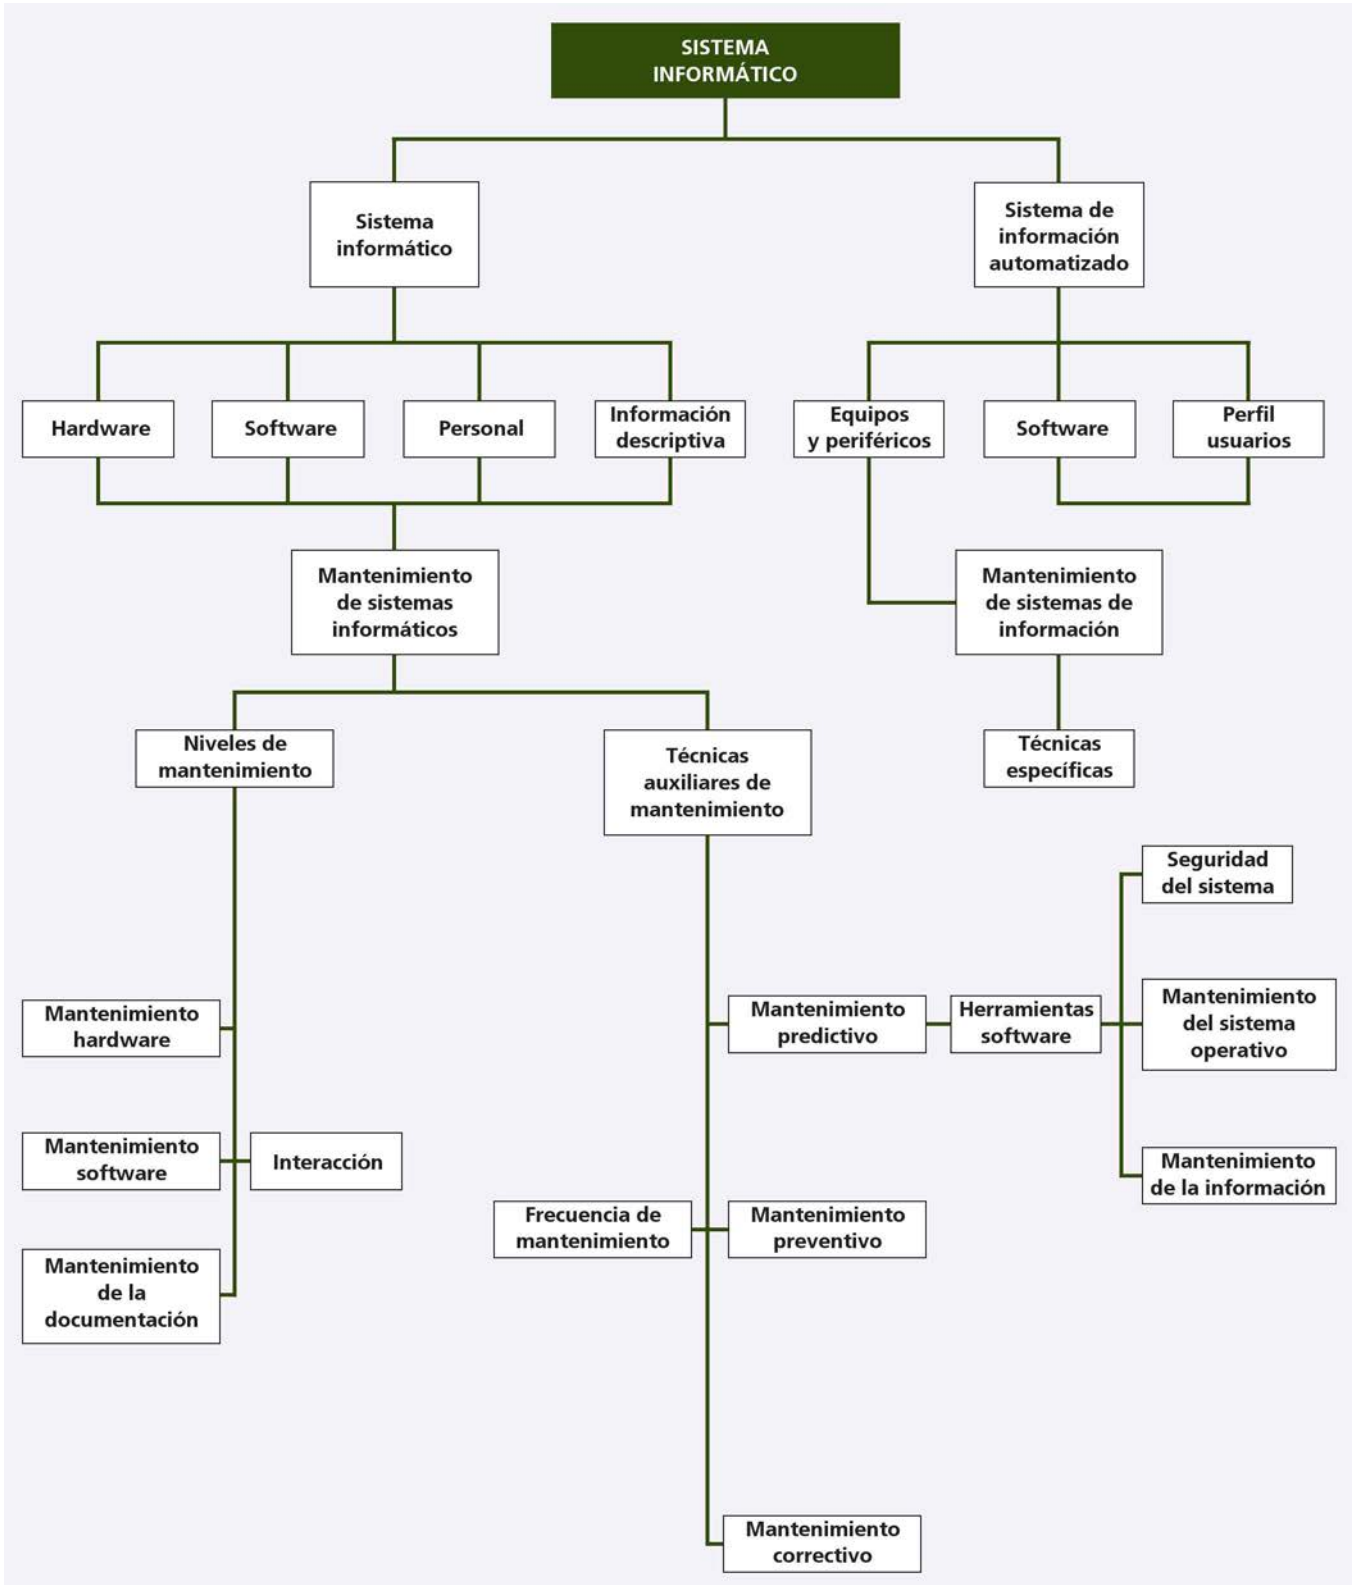 SISTEMA
INFORMÁTICO
Sistema
informático
Sistema de
información
automatizado
Hardware
Software
Personal
Información
descriptiva
Equipos
y periféricos
Software
Perfil
usuarios
Mantenimiento
de sistemas
informáticos
Mantenimiento
de sistemas de
información
Niveles de
mantenimiento
Técnicas
auxiliares de
mantenimiento
Técnicas
específicas
Seguridad
del sistema
Mantenimiento
hardware
Mantenimiento
predictivo
Herramientas
software
Mantenimiento
del sistema
operativo
Mantenimiento
software
Interacción
Mantenimiento
de la información
Frecuencia de
mantenimiento
Mantenimiento
preventivo
Mantenimiento
de la
documentación
Mantenimiento
correctivo